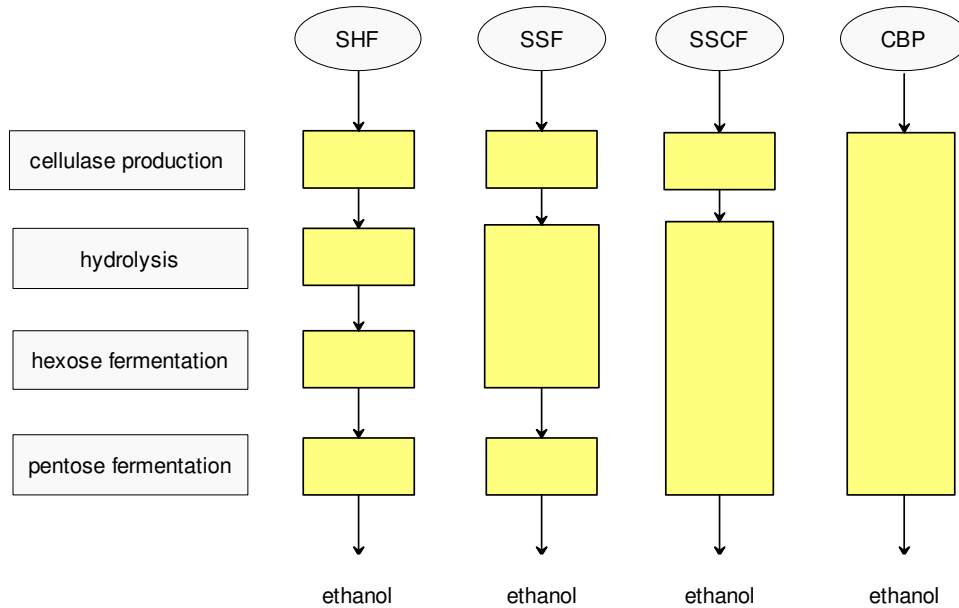 SHF
SSF
SSCF
CBP
cellulase production
hydrolysis
hexose fermentation
pentose fermentation
ethanol
ethanol
ethanol
ethanol